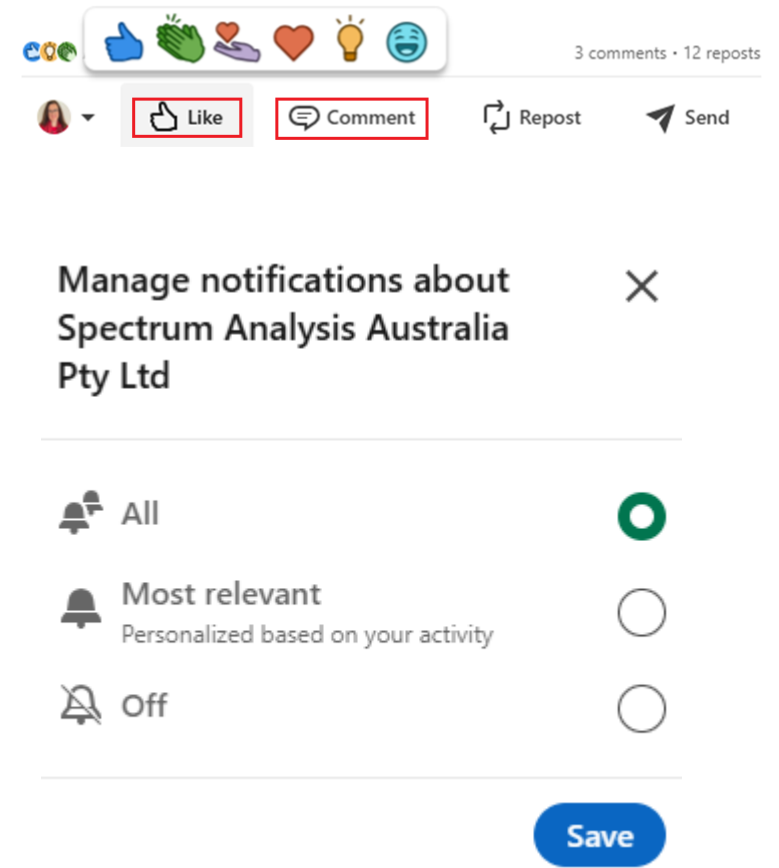 3 comments • 12 reposts
Like Comment Repost Send
Manage notifications about
Spectrum Analysis Australia
Pty Ltd
All
Most relevant
Personalized based on your activity
Off
Save